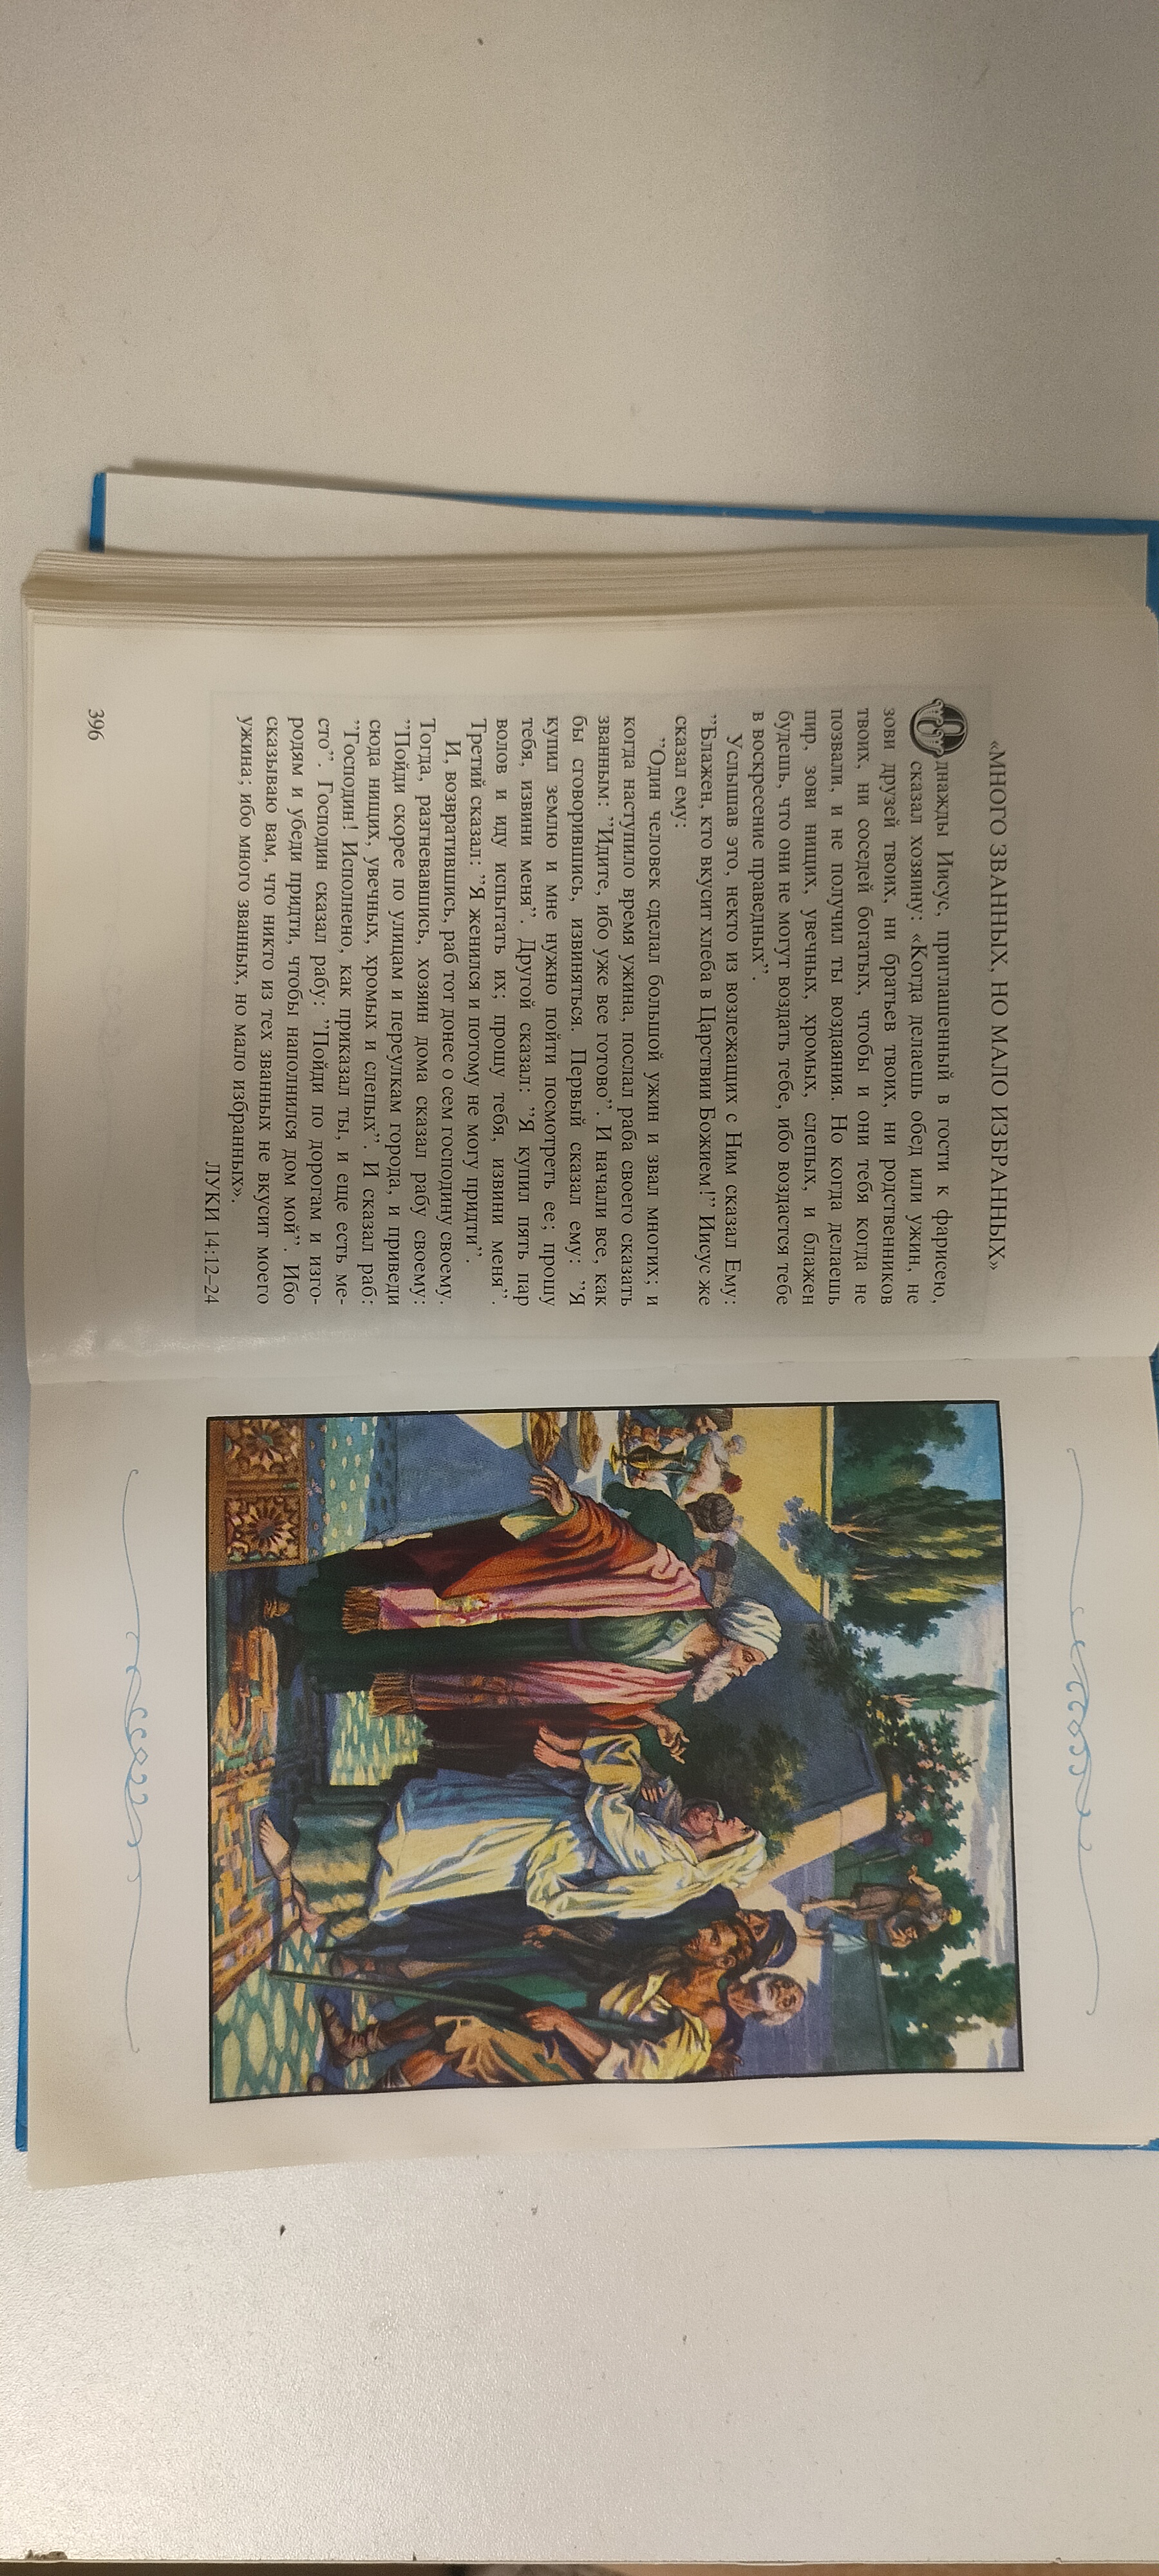 «МНОГО ЗВАННЫХ, НО МАЛО ИЗБРАННЫХ»
Однажды Иисус, приглашенный в гости к фарисею,
сказал хозяину: «Когда делаешь обед или ужин, не
зови друзей твоих, ни братьев твоих, ни родственников
твоих, ни соседей богатых, чтобы и они тебя когда не
позвали, и не получил ты воздаяния. Но когда делаешь
пир, зови нищих, увечных, хромых, слепых, и блажен
будешь, что они не могут воздать тебе, ибо воздастся тебе
в воскресение праведных”.
Услышав это, некто из возлежащих с Ним сказал Ему:
”Блажен, кто вкусит хлеба в Царствии Божием!” Иисус же
сказал ему:
”Один человек сделал большой ужин и звал многих; и
когда наступило время ужина, послал раба своего сказать
званным: ”Идите, ибо уже все готово”. И начали все, как
бы сговорившись, извиняться. Первый сказал ему: ”Я
купил землю и мне нужно пойти посмотреть ее; прошу
тебя, извини меня”. Другой сказал: ”Я купил пять пар
волов и иду испытать их; прошу тебя, извини меня”.
Третий сказал: ”Я женился и потому не могу придти”.
И, возвратившись, раб тот донес о сем господину своему.
Тогда, разгневавшись, хозяин дома сказал рабу своему:
”Пойди скорее по улицам и переулкам города, и приведи
сюда нищих, увечных, хромых и слепых”. И сказал раб:
”Господин! Исполнено, как приказал ты, и еще есть ме-
сто”. Господин сказал рабу: ”Пойди по дорогам и изго-
родям и убеди придти, чтобы наполнился дом мой”. Ибо
сказываю вам, что никто из тех званных не вкусит моего
ужина; ибо много званных, но мало избранных».
ЛУКИ 14:12–24
396